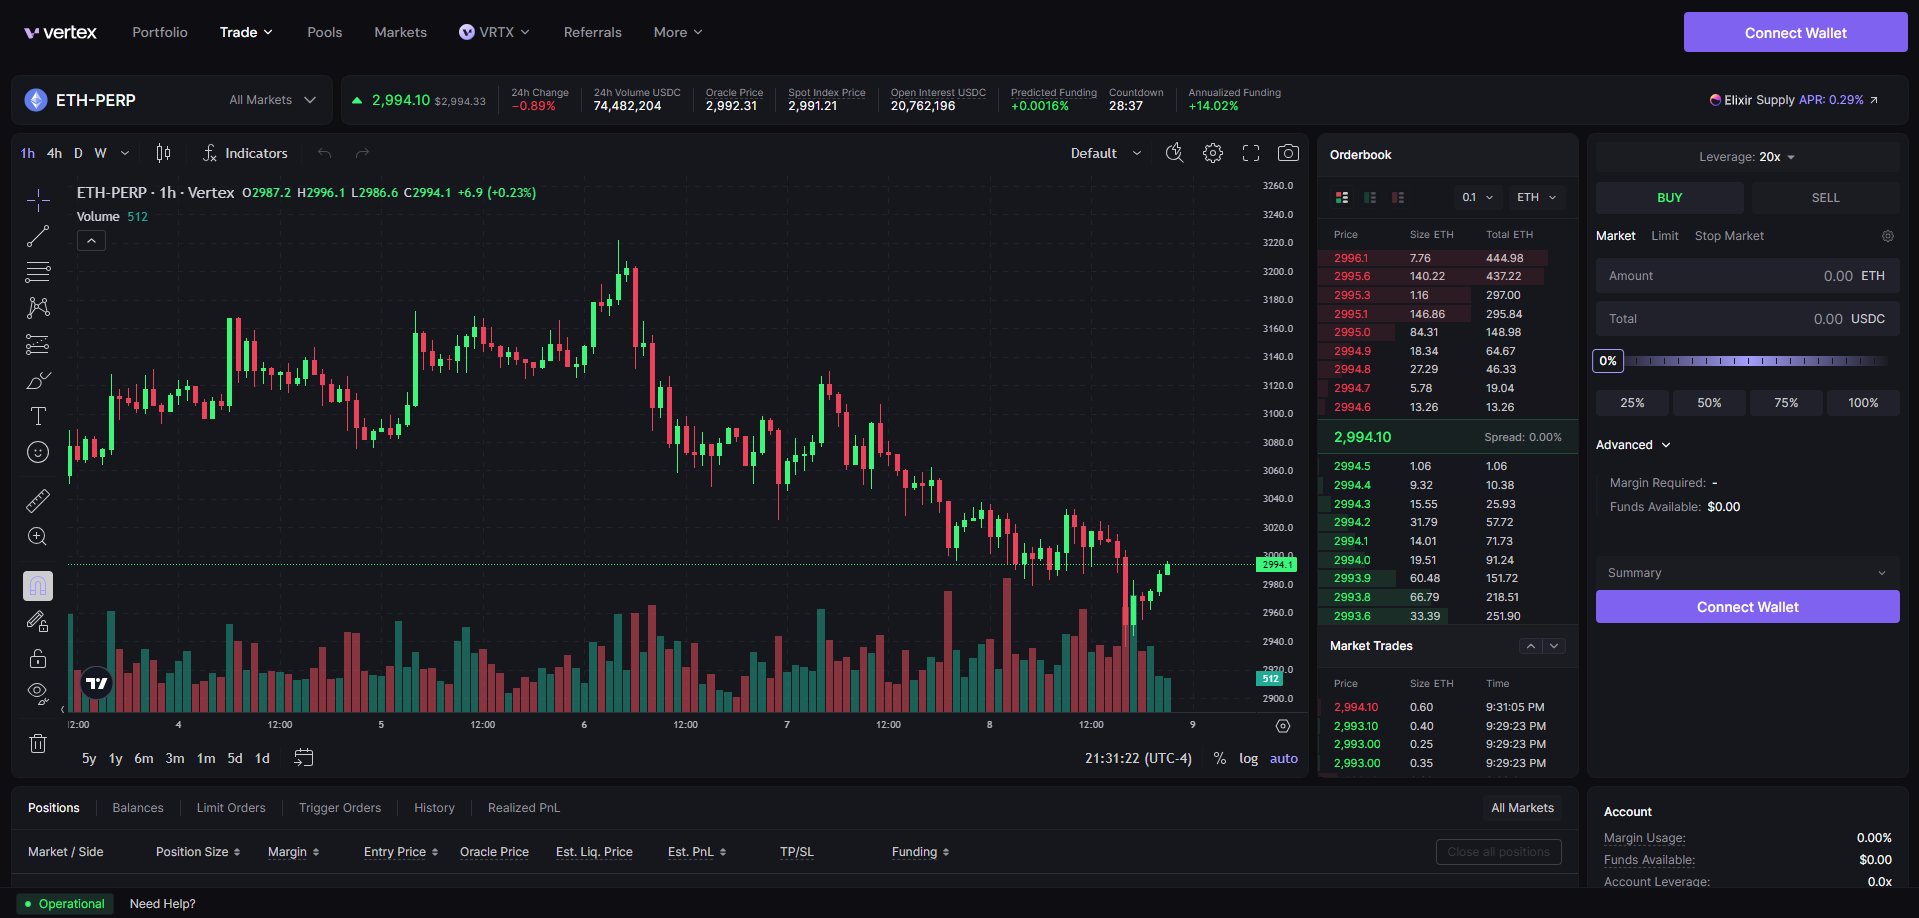 vertex Portfolio Trade Pools Markets VRTX Referrals More Connect Wallet
ETH-PERP All Markets
2,994.10 $2,994.33
24h Change
−0.89%
24h Volume USDC
74,482,204
Oracle Price
2,992.31
Spot Index Price
2,991.21
Open Interest USDC
20,762,196
Predicted Funding
+0.0016%
Countdown
28:37
Annualized Funding
+14.02%
Elixir Supply APR: 0.29%
1h 4h D W Indicators Default
ETH-PERP · 1h · Vertex O2987.2 H2996.1 L2986.6 C2994.1 +6.9 (+0.23%)
Volume 512
3260.0
3240.0
3220.0
3200.0
3180.0
3160.0
3140.0
3120.0
3100.0
3080.0
3060.0
3040.0
3020.0
3000.0
2994.1
2980.0
2960.0
2940.0
2920.0
512
2900.0
12:00 4 12:00 5 12:00 6 12:00 7 12:00 8 12:00 9
5y 1y 6m 3m 1m 5d 1d 21:31:22 (UTC-4) % log auto
Orderbook
0.1 ETH
Price Size ETH Total ETH
2996.1 7.76 444.98
2995.6 140.22 437.22
2995.3 1.16 297.00
2995.1 146.86 295.84
2995.0 84.31 148.98
2994.9 18.34 64.67
2994.8 27.29 46.33
2994.7 5.78 19.04
2994.6 13.26 13.26
2,994.10 Spread: 0.00%
2994.5 1.06 1.06
2994.4 9.32 10.38
2994.3 15.55 25.93
2994.2 31.79 57.72
2994.1 14.01 71.73
2994.0 19.51 91.24
2993.9 60.48 151.72
2993.8 66.79 218.51
2993.6 33.39 251.90
Market Trades
Price Size ETH Time
2,994.10 0.60 9:31:05 PM
2,993.10 0.40 9:29:23 PM
2,993.00 0.25 9:29:23 PM
2,993.00 0.35 9:29:23 PM
Leverage: 20x
BUY SELL
Market Limit Stop Market
Amount 0.00 ETH
Total 0.00 USDC
0%
25% 50% 75% 100%
Advanced
Margin Required: -
Funds Available: $0.00
Summary
Connect Wallet
Positions Balances Limit Orders Trigger Orders History Realized PnL All Markets
Market / Side Position Size Margin Entry Price Oracle Price Est. Liq. Price Est. PnL TP/SL Funding Close all positions
Account
Margin Usage: 0.00%
Funds Available: $0.00
Account Leverage: 0.0x
Operational Need Help?